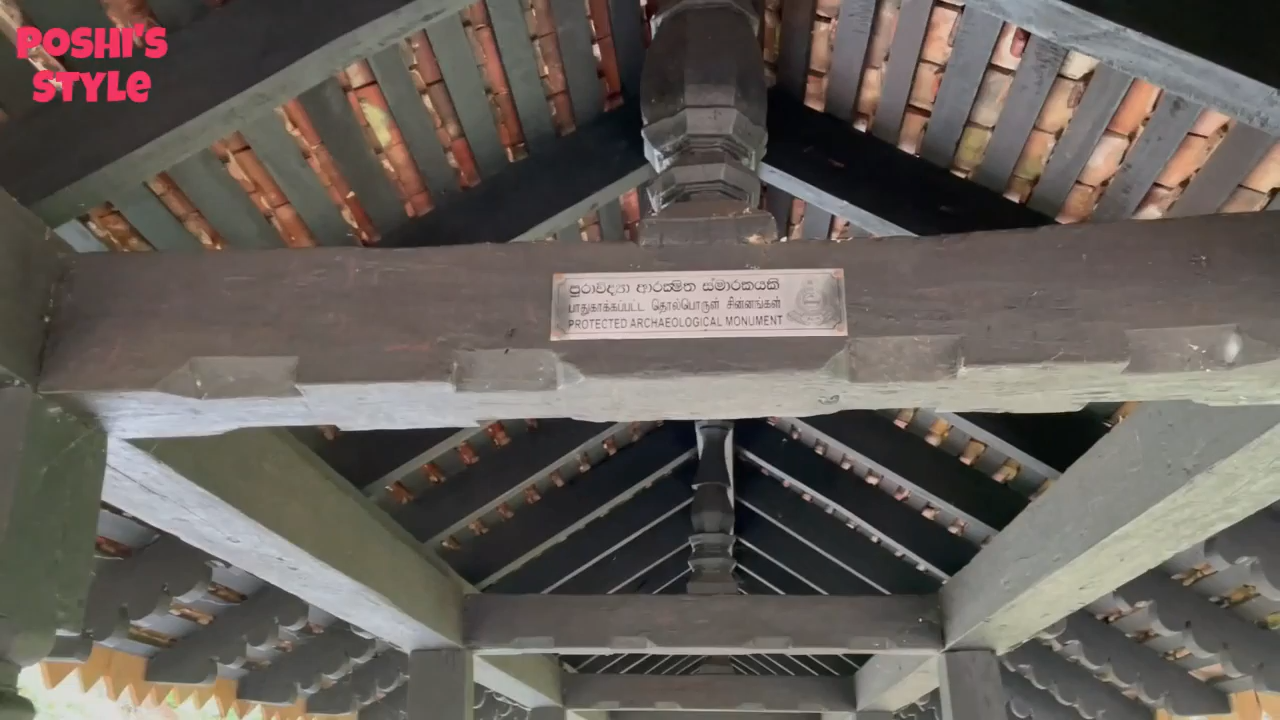 POSHI'S
STYLE
පුරාවිද්‍යා ආරක්ෂිත ස්මාරකයකි
பாதுகாக்கப்பட்ட தொல்பொருள் சின்னங்கள்
PROTECTED ARCHAEOLOGICAL MONUMENT